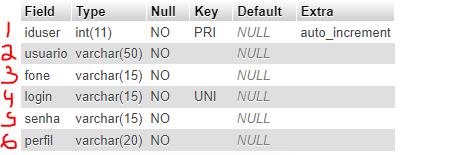 Field Type Null Key Default Extra
1 iduser int(11) NO PRI NULL auto_increment
2 usuario varchar(50) NO NULL
3 fone varchar(15) NO NULL
4 login varchar(15) NO UNI NULL
5 senha varchar(15) NO NULL
6 perfil varchar(20) NO NULL